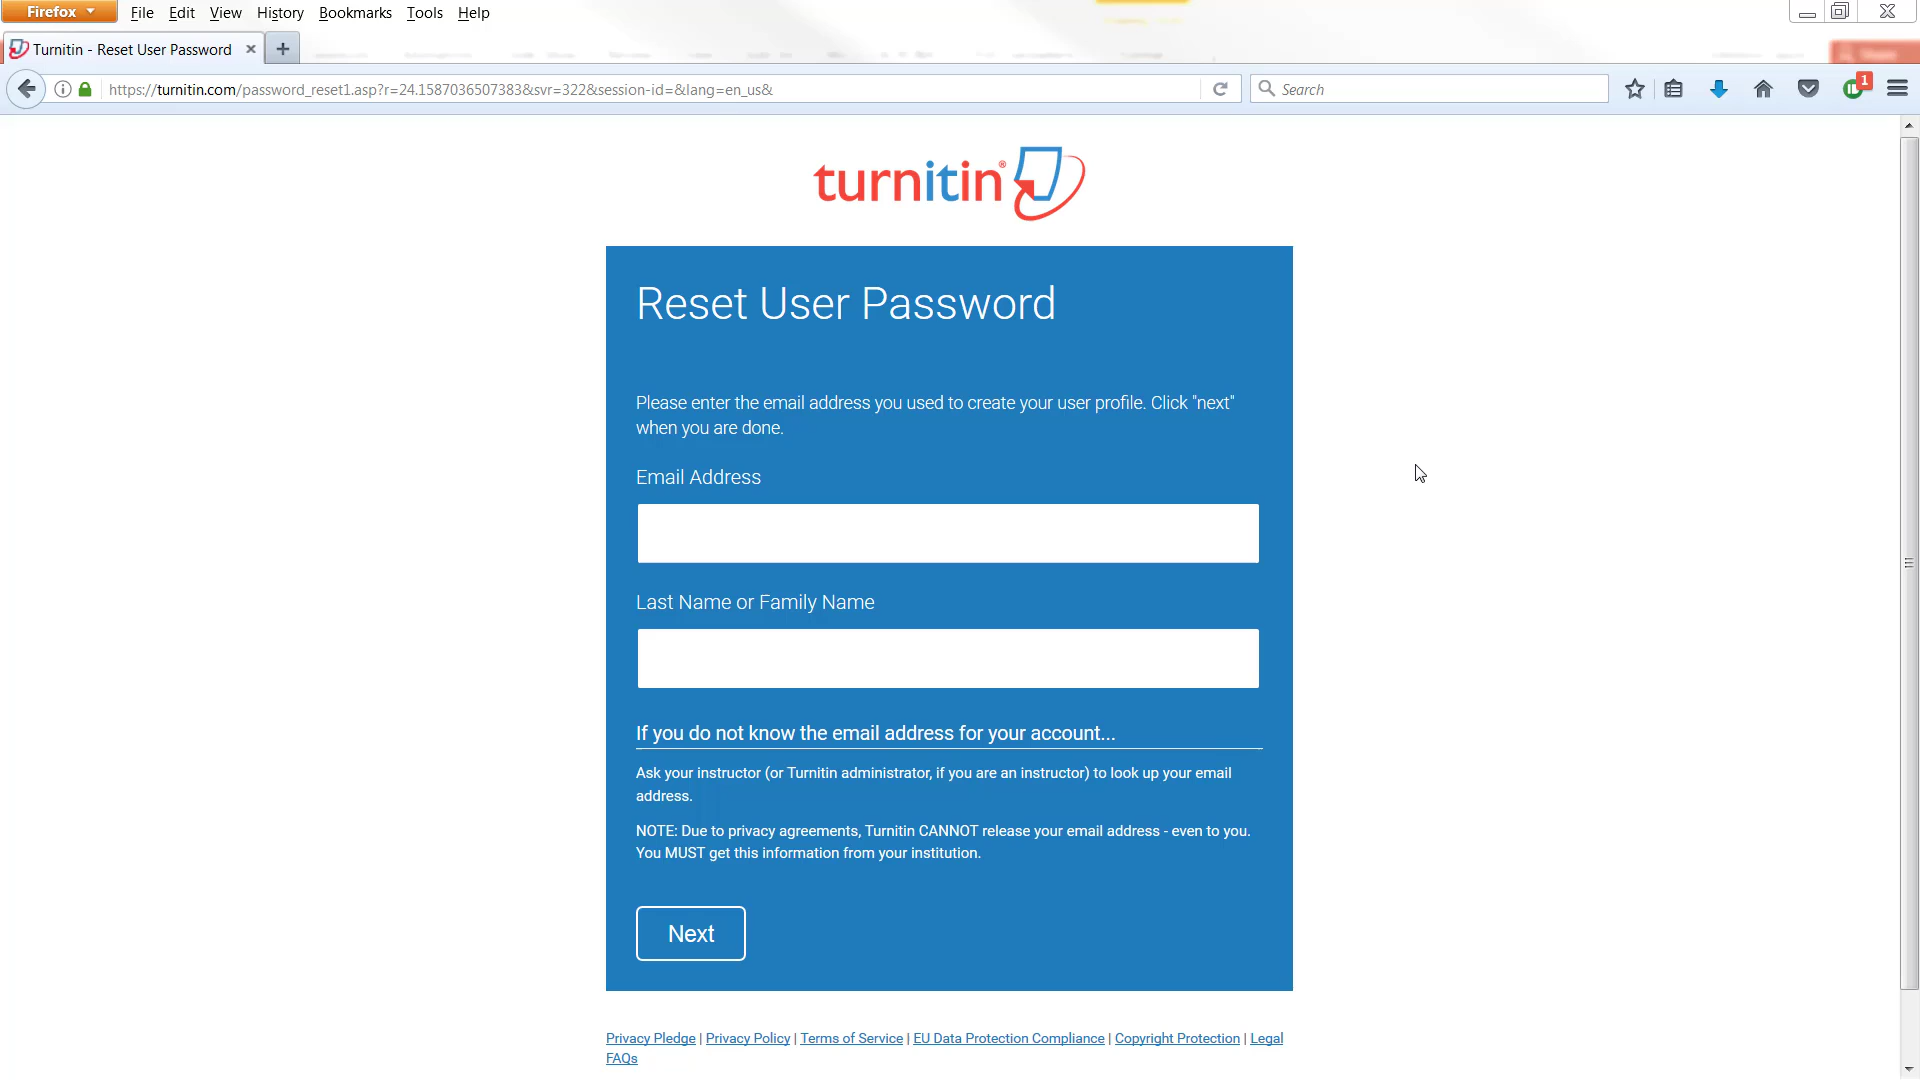 Firefox File Edit View History Bookmarks Tools Help
Turnitin - Reset User Password
https://turnitin.com/password_reset1.asp?r=24.1587036507383&svr=322&session-id=&lang=en_us& Search 1
turnitin®
Reset User Password
Please enter the email address you used to create your user profile. Click "next"
when you are done.
Email Address
Last Name or Family Name
If you do not know the email address for your account...
Ask your instructor (or Turnitin administrator, if you are an instructor) to look up your email
address.
NOTE: Due to privacy agreements, Turnitin CANNOT release your email address - even to you.
You MUST get this information from your institution.
Next
Privacy Pledge | Privacy Policy | Terms of Service | EU Data Protection Compliance | Copyright Protection | Legal
FAQs